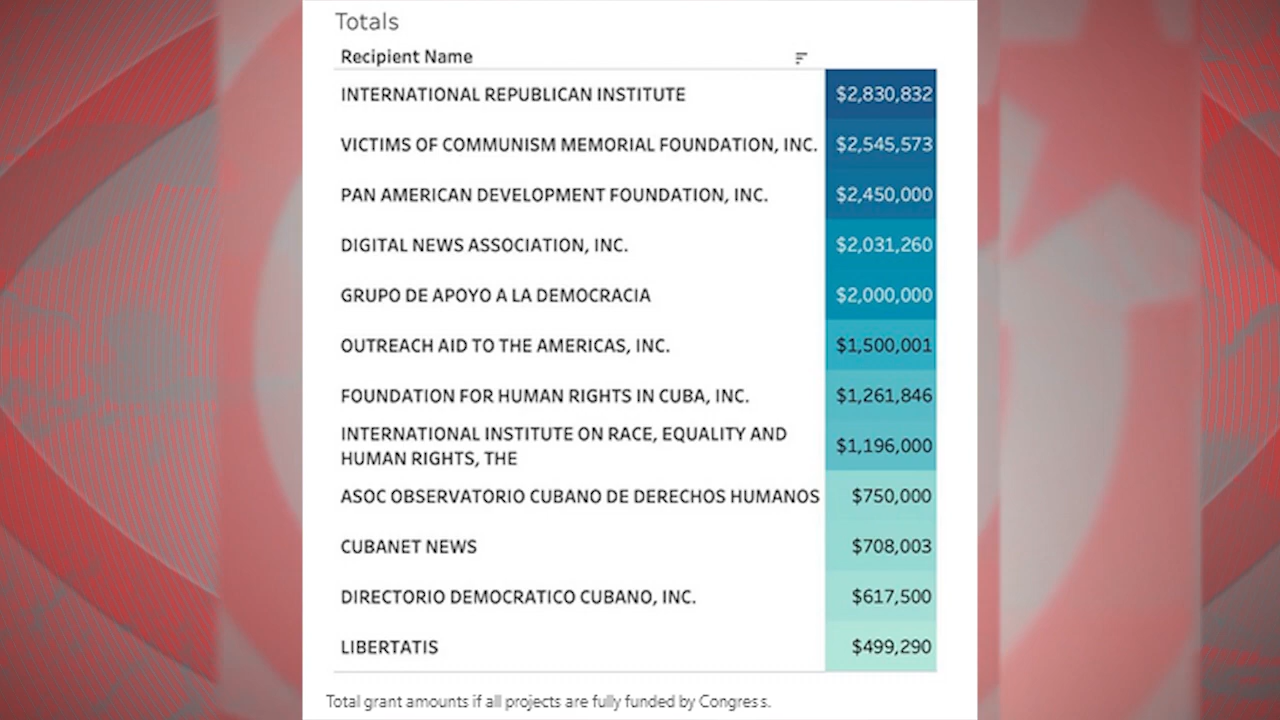 Totals
Recipient Name
INTERNATIONAL REPUBLICAN INSTITUTE $2,830,832
VICTIMS OF COMMUNISM MEMORIAL FOUNDATION, INC. $2,545,573
PAN AMERICAN DEVELOPMENT FOUNDATION, INC. $2,450,000
DIGITAL NEWS ASSOCIATION, INC. $2,031,260
GRUPO DE APOYO A LA DEMOCRACIA $2,000,000
OUTREACH AID TO THE AMERICAS, INC. $1,500,001
FOUNDATION FOR HUMAN RIGHTS IN CUBA, INC. $1,261,846
INTERNATIONAL INSTITUTE ON RACE, EQUALITY AND
HUMAN RIGHTS, THE $1,196,000
ASOC OBSERVATORIO CUBANO DE DERECHOS HUMANOS $750,000
CUBANET NEWS $708,003
DIRECTORIO DEMOCRATICO CUBANO, INC. $617,500
LIBERTATIS $499,290
Total grant amounts if all projects are fully funded by Congress.